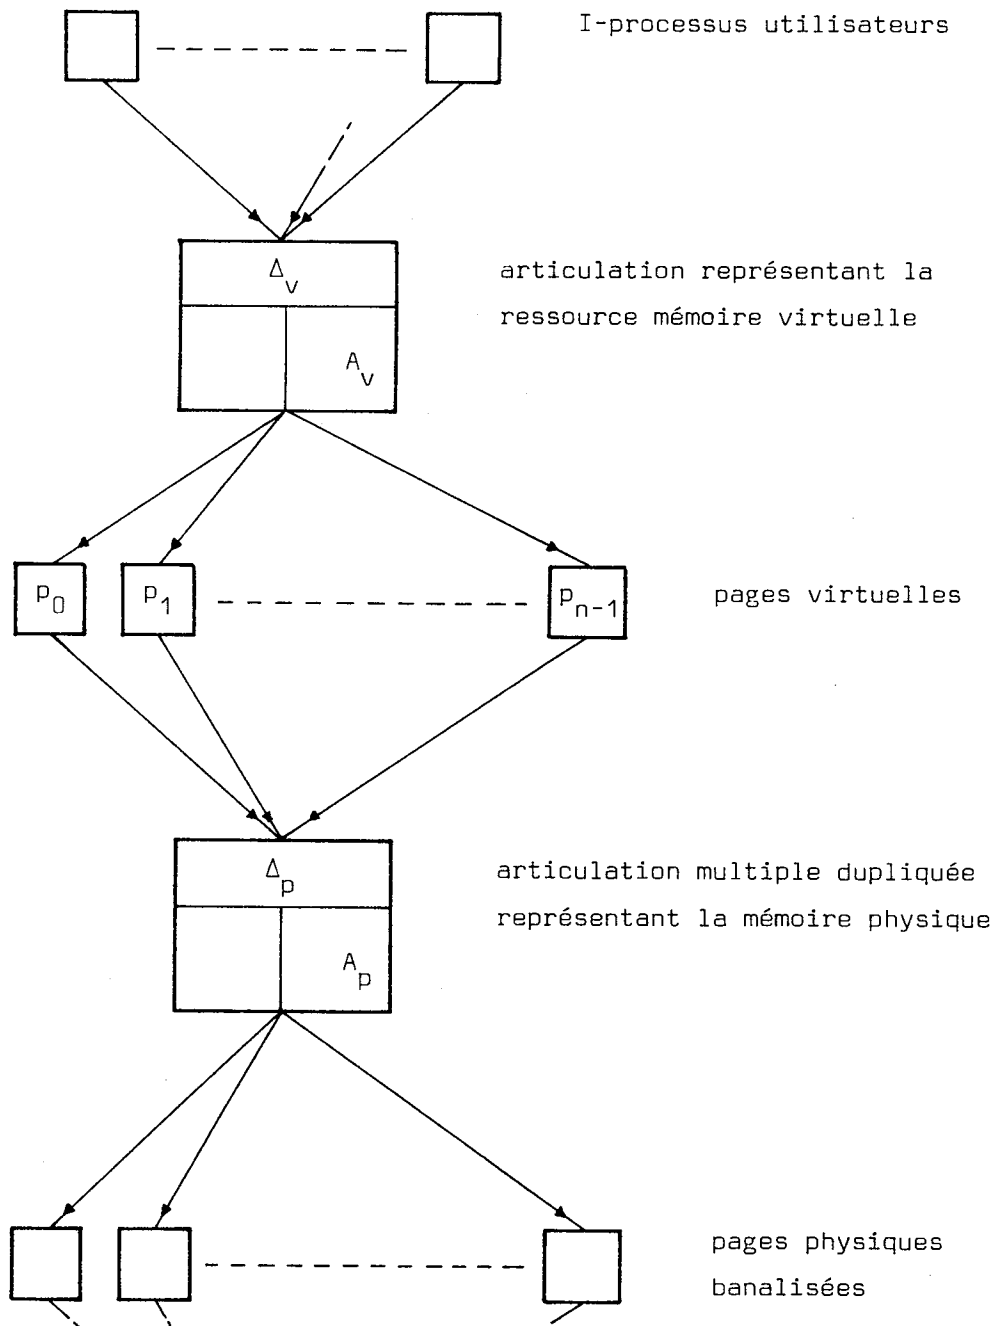 I-processus utilisateurs
Δv
articulation représentant la
ressource mémoire virtuelle
Av
p0
p1
pn-1
pages virtuelles
Δp
articulation multiple dupliquée
représentant la mémoire physique
Ap
pages physiques
banalisées